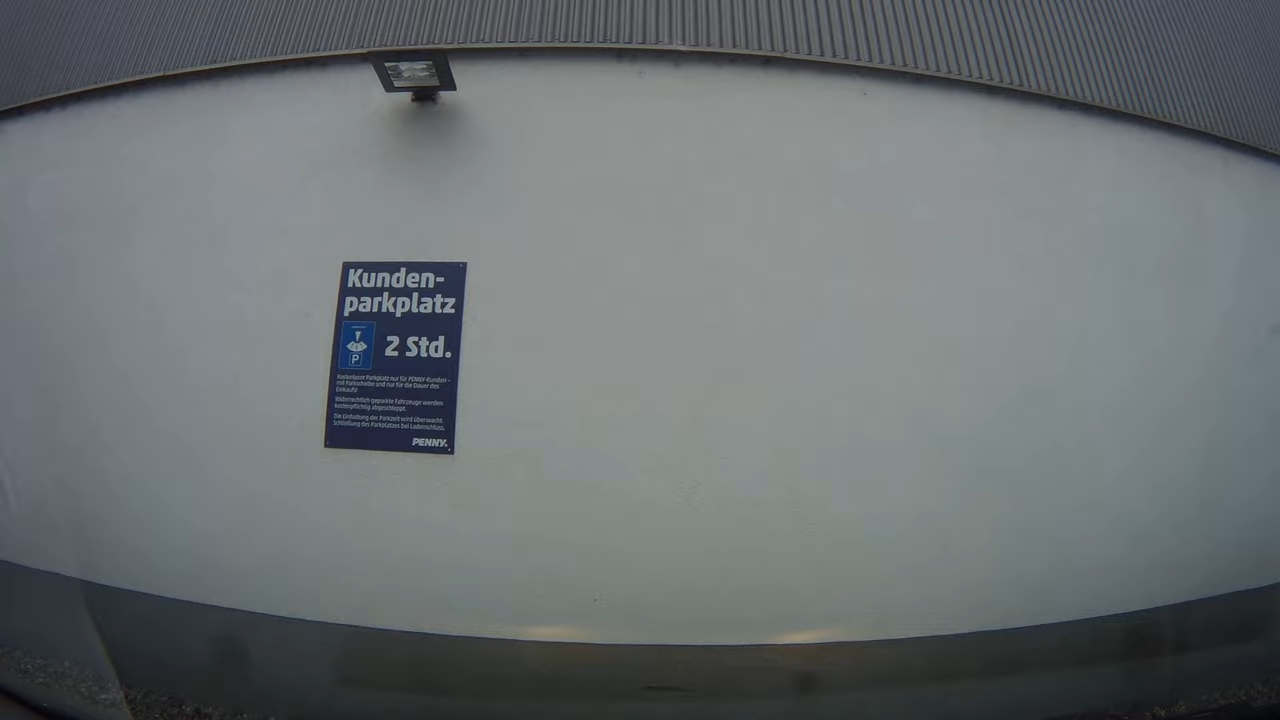 Kunden-
parkplatz
P
2 Std.
Kostenloser Parkplatz nur für PENNY-Kunden –
mit Parkscheibe und nur für die Dauer des
Einkaufs!
Widerrechtlich geparkte Fahrzeuge werden
kostenpflichtig abgeschleppt.
Die Einhaltung der Parkzeit wird überwacht.
Schließung des Parkplatzes bei Ladenschluss.
PENNY.